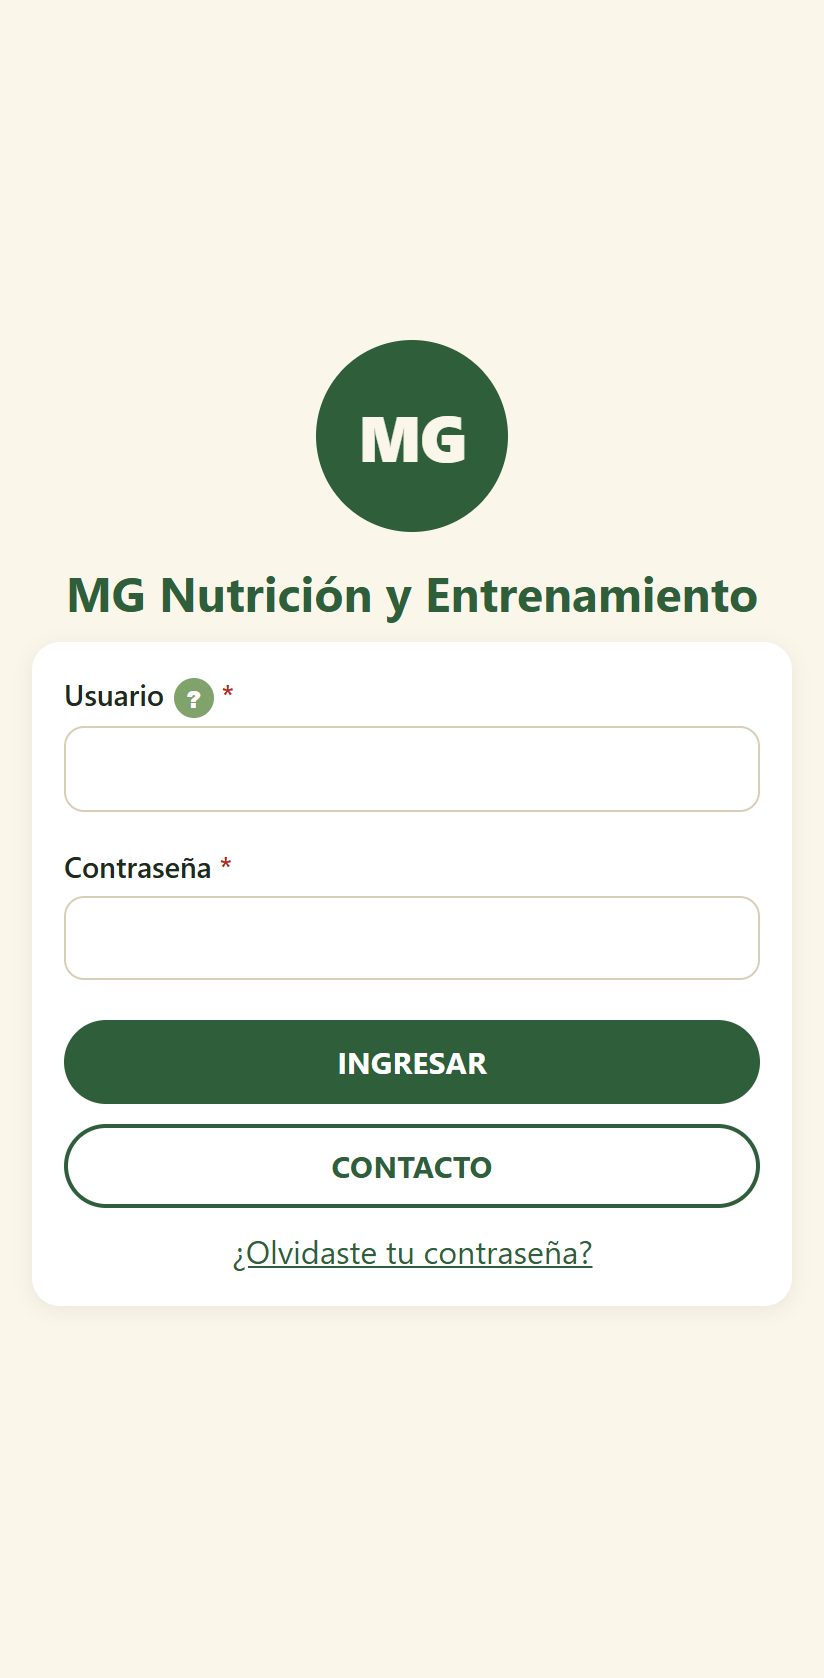 MG
MG Nutrición y Entrenamiento
Usuario ? *
Contraseña *
INGRESAR
CONTACTO
¿Olvidaste tu contraseña?